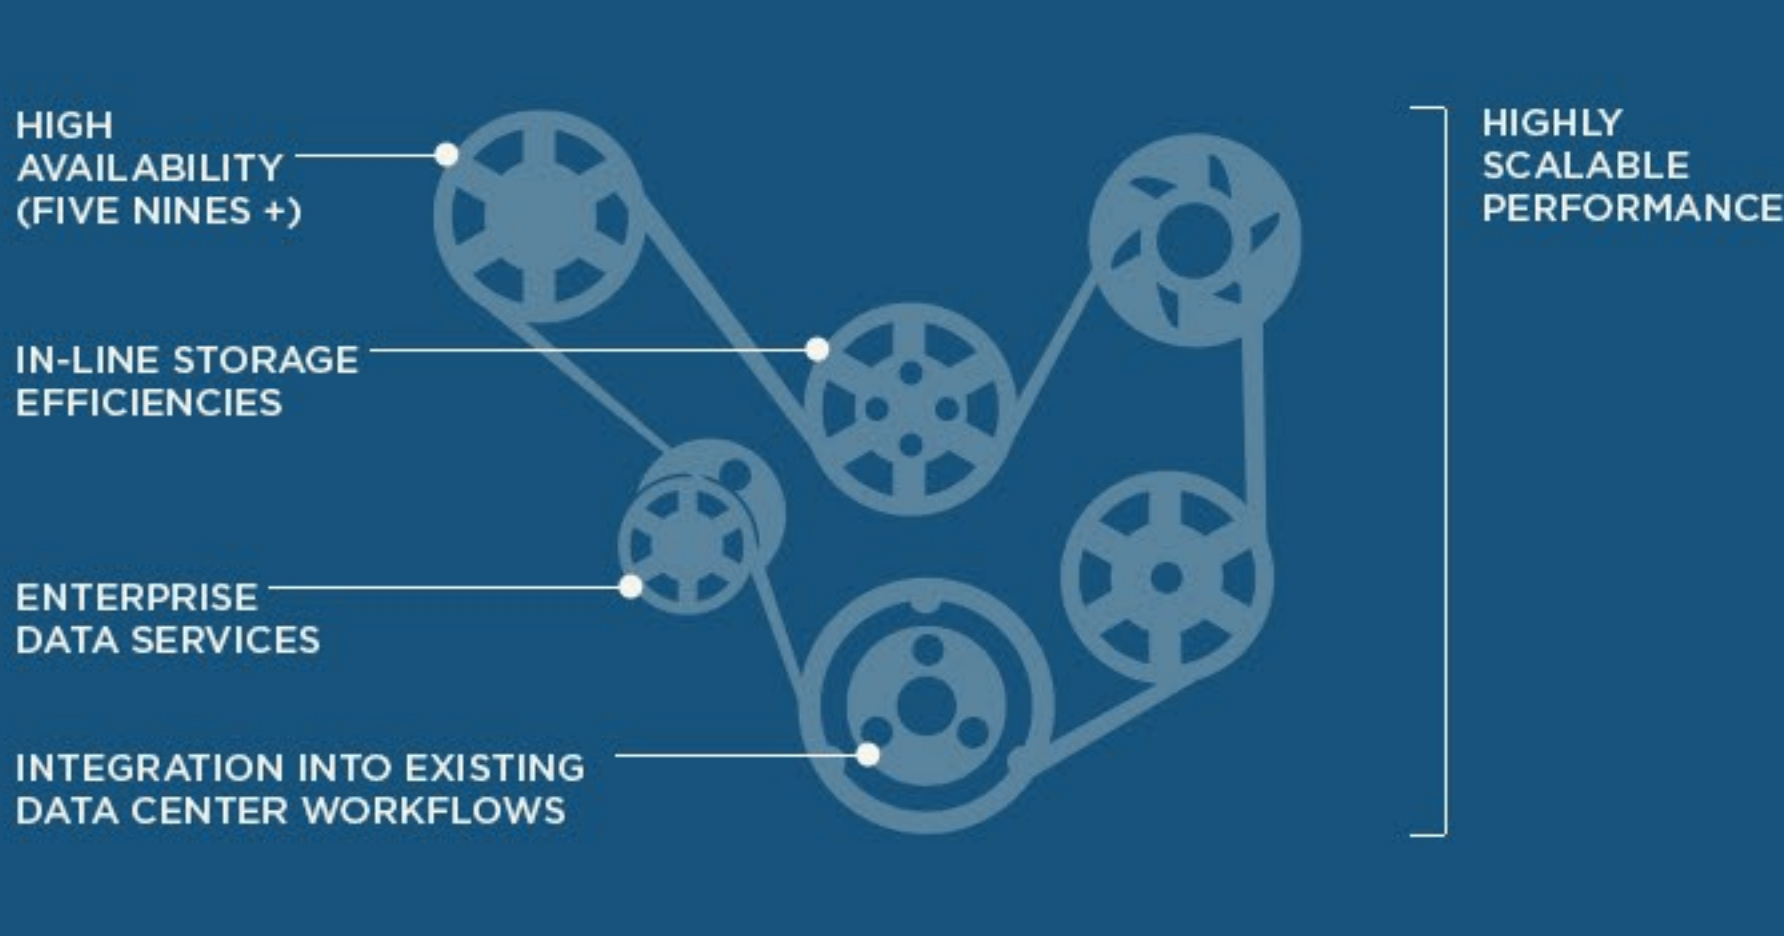 HIGH
AVAILABILITY
(FIVE NINES +)
IN-LINE STORAGE
EFFICIENCIES
ENTERPRISE
DATA SERVICES
INTEGRATION INTO EXISTING
DATA CENTER WORKFLOWS
HIGHLY
SCALABLE
PERFORMANCE